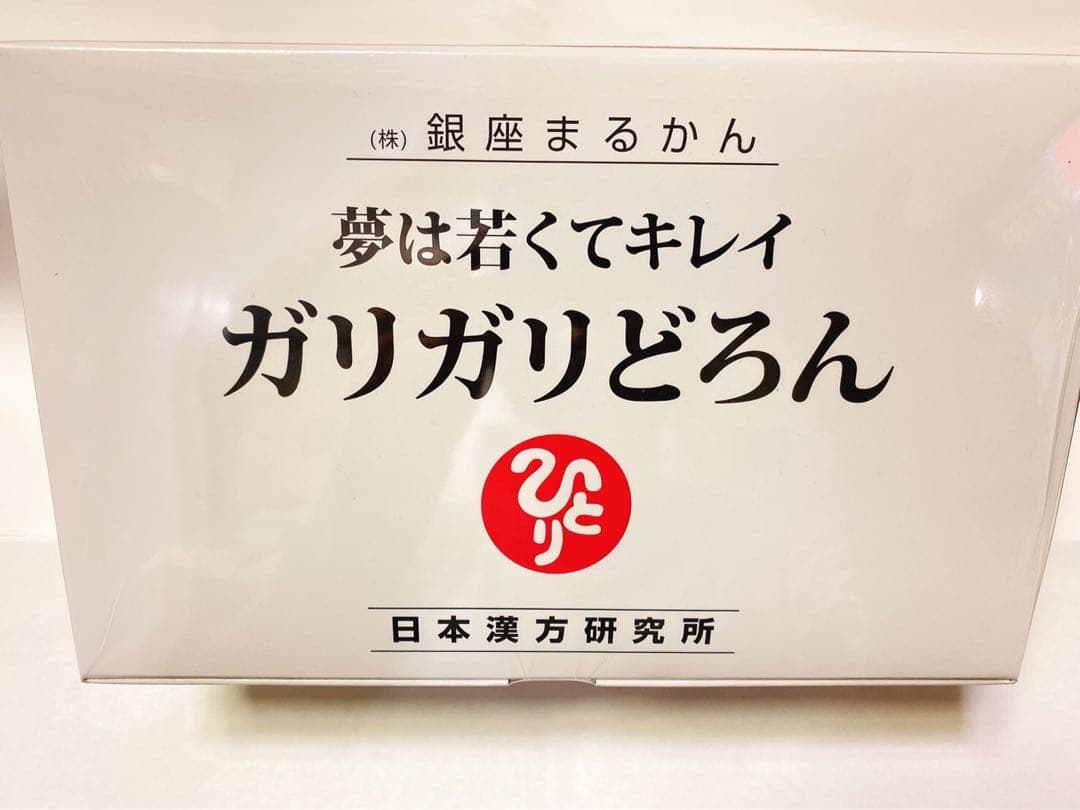 (株) 銀座まるかん
夢は若くてキレイ
ガリガリどろん
ひとり
日本漢方研究所